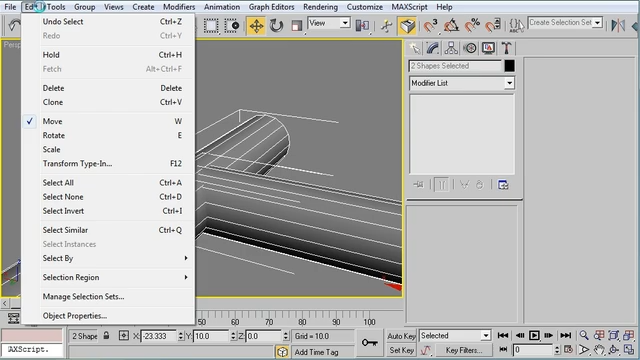 File Edit Tools Group Views Create Modifiers Animation Graph Editors Rendering Customize MAXScript Help
View
Create Selection Set
Undo Select Ctrl+Z
Redo Ctrl+Y
Hold Ctrl+H
Fetch Alt+Ctrl+F
Delete Delete
Clone Ctrl+V
Move W
Rotate E
Scale
Transform Type-In... F12
Select All Ctrl+A
Select None Ctrl+D
Select Invert Ctrl+I
Select Similar Ctrl+Q
Select Instances
Select By
Selection Region
Manage Selection Sets...
Object Properties...
2 Shapes Selected
Modifier List
50 60 70 80 90 100
2 Shape X: -23.333 Y: 10.0 Z: 0.0 Grid = 10.0
Auto Key Selected
AXScript. Add Time Tag Set Key Key Filters... 0